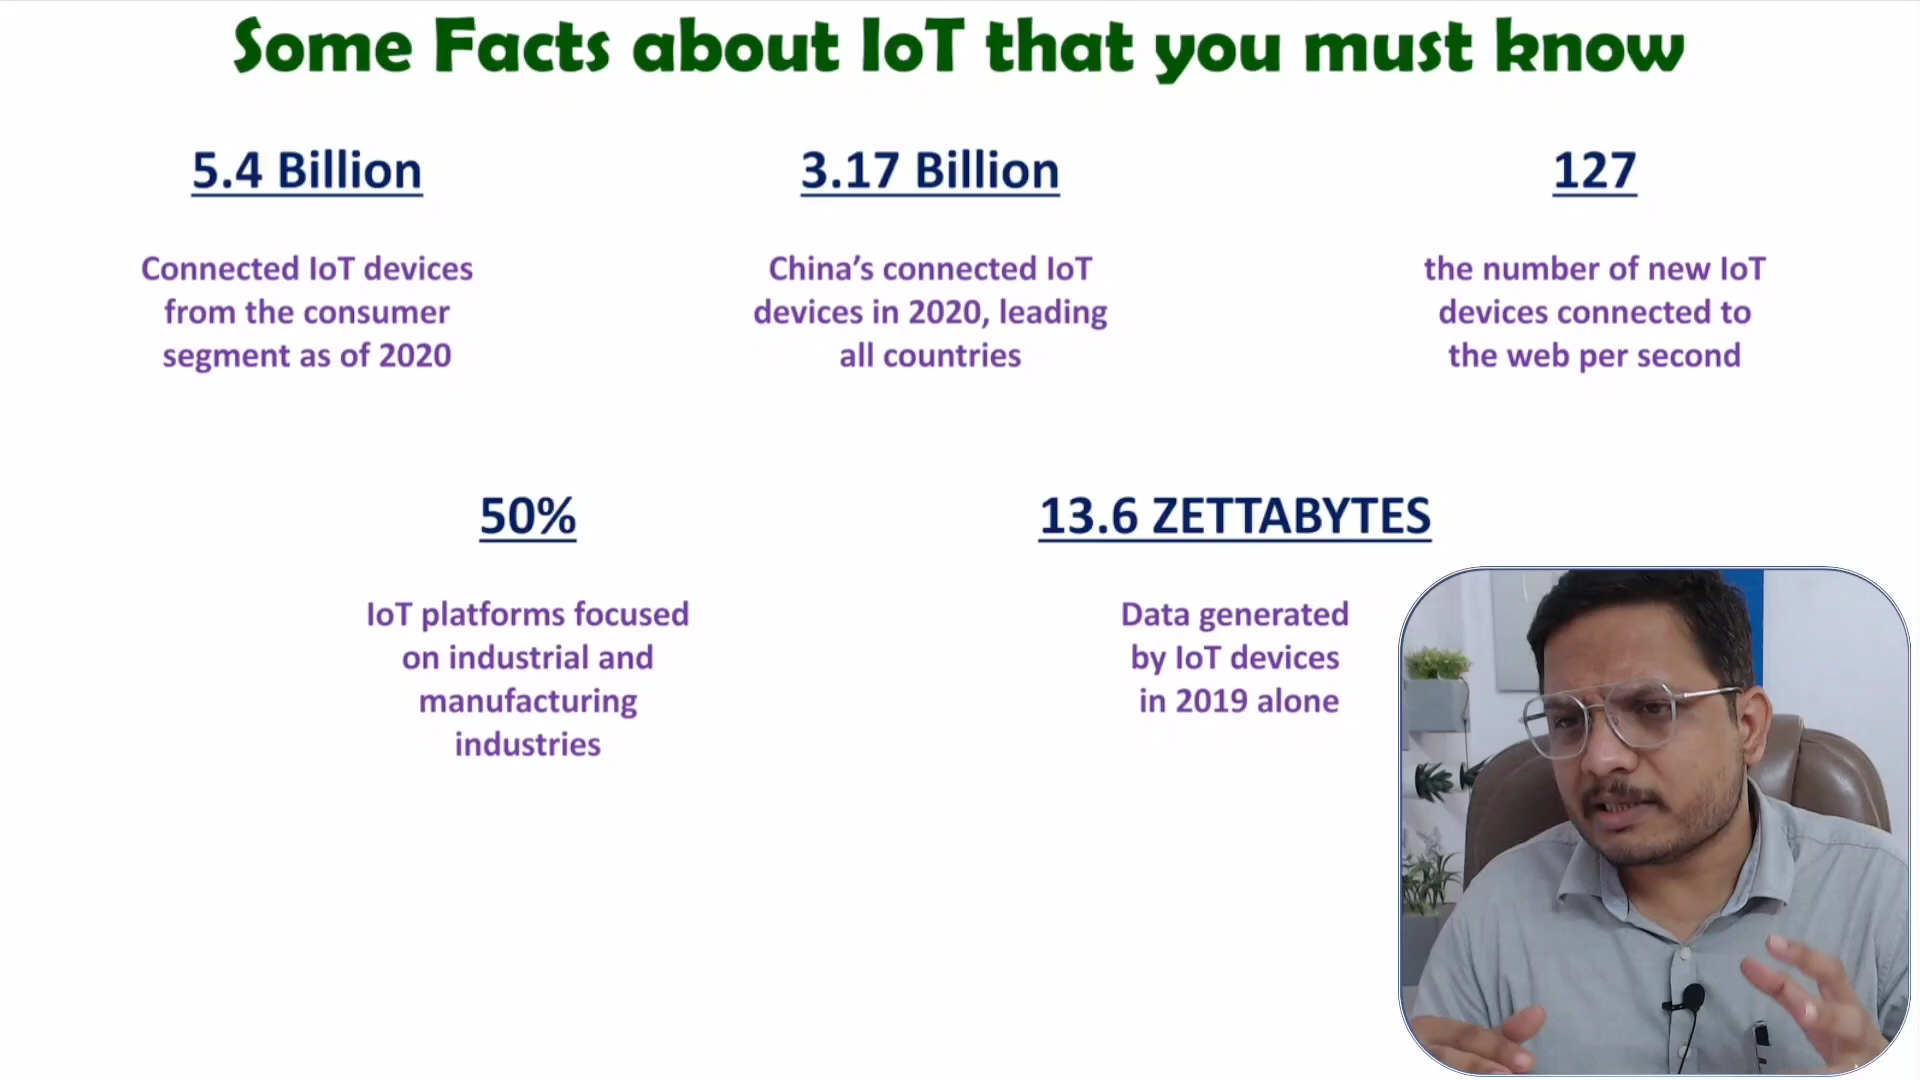 Some Facts about IoT that you must know
5.4 Billion
Connected IoT devices
from the consumer
segment as of 2020
3.17 Billion
China's connected IoT
devices in 2020, leading
all countries
127
the number of new IoT
devices connected to
the web per second
50%
IoT platforms focused
on industrial and
manufacturing
industries
13.6 ZETTABYTES
Data generated
by IoT devices
in 2019 alone